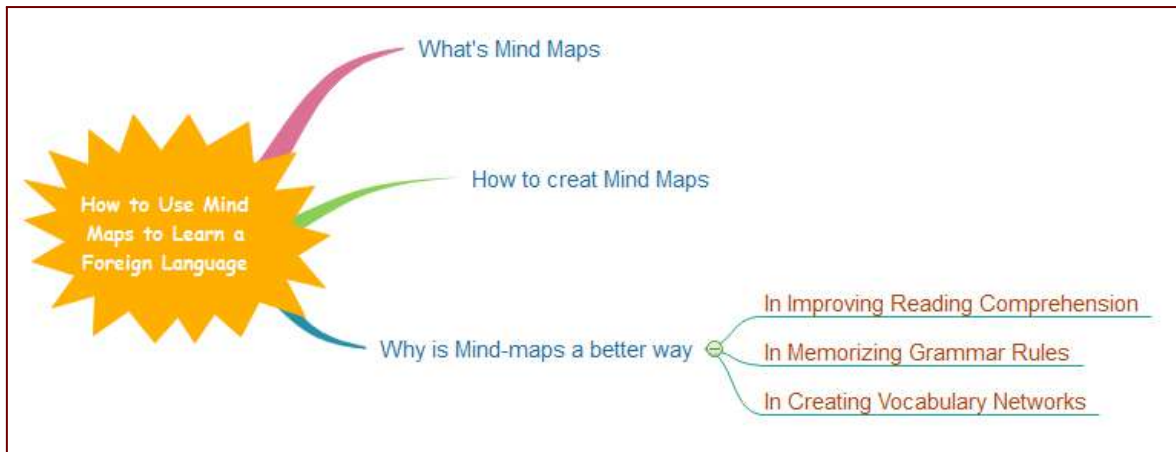 What's Mind Maps
How to creat Mind Maps
How to Use Mind
Maps to Learn a
Foreign Language
Why is Mind-maps a better way
In Improving Reading Comprehension
In Memorizing Grammar Rules
In Creating Vocabulary Networks